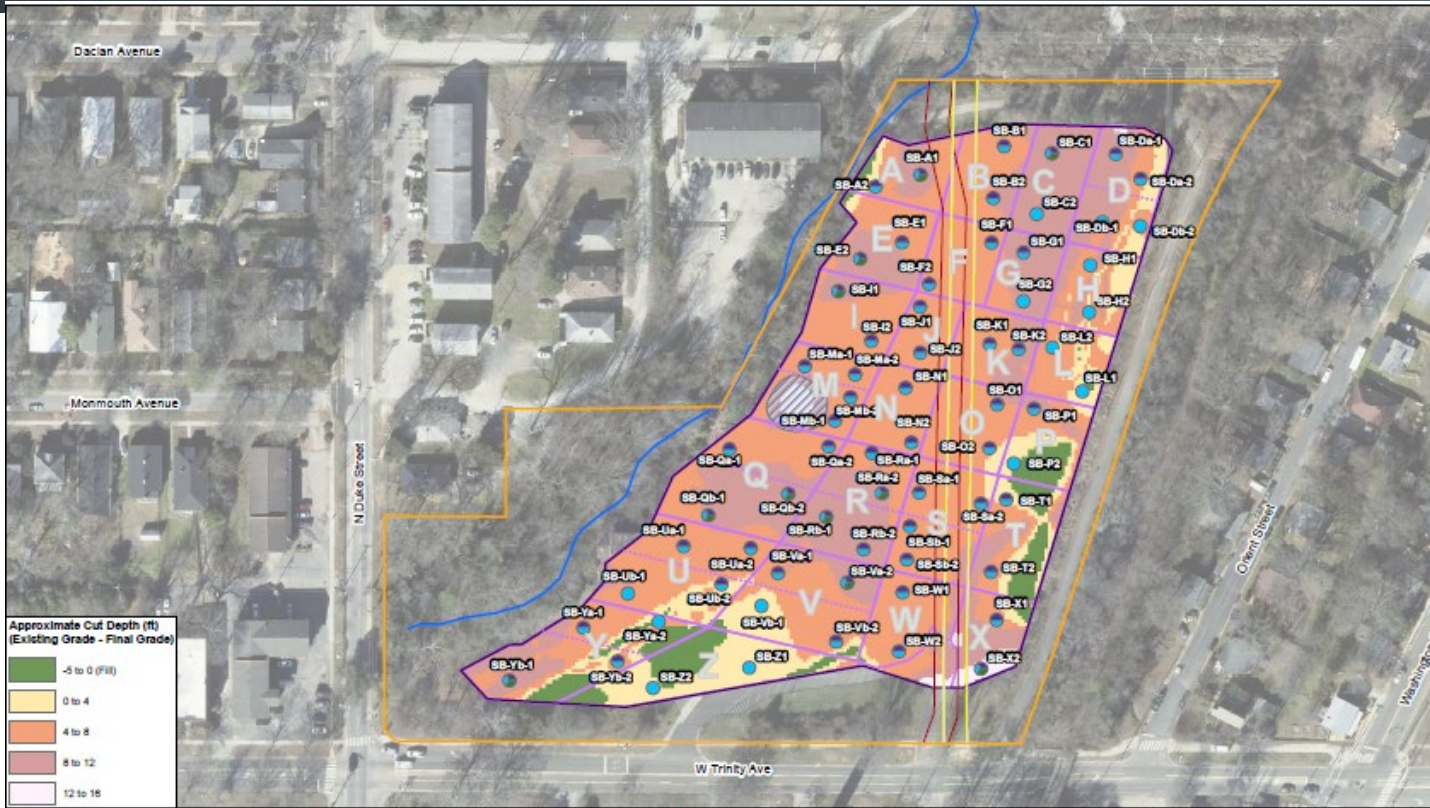 Dacian Avenue
Monmouth Avenue
N Duke Street
W Trinity Ave
Orient Street
Washington
A
B
C
D
E
F
G
H
I
J
K
L
M
N
O
P
Q
R
S
T
U
V
W
X
Y
Z
SB-B1
SB-C1
SB-Da-1
SB-A1
SB-A2
SB-B2
SB-Da-2
SB-C2
SB-E1
SB-F1
SB-Db-1
SB-Db-2
SB-E2
SB-G1
SB-H1
SB-F2
SB-I1
SB-G2
SB-H2
SB-J1
SB-I2
SB-K1
SB-K2
SB-L2
SB-J2
SB-Ma-1
SB-Ma-2
SB-N1
SB-L1
SB-O1
SB-Mb-1
SB-P1
SB-N2
SB-O2
SB-Qa-1
SB-Qa-2
SB-Ra-1
SB-P2
SB-Ra-2
SB-Sa-1
SB-Qb-1
SB-Qb-2
SB-T1
SB-Sa-2
SB-Rb-1
SB-Ua-1
SB-Rb-2
SB-Sb-1
SB-Va-1
SB-Ua-2
SB-Sb-2
SB-Va-2
SB-T2
SB-Ub-1
SB-Ub-2
SB-W1
SB-X1
SB-Ya-1
SB-Ya-2
SB-Vb-1
SB-Vb-2
SB-W2
SB-Yb-1
SB-Yb-2
SB-Z1
SB-Z2
SB-X2
Approximate Cut Depth (ft)
(Existing Grade - Final Grade)
-5 to 0 (Fill)
0 to 4
4 to 8
8 to 12
12 to 16